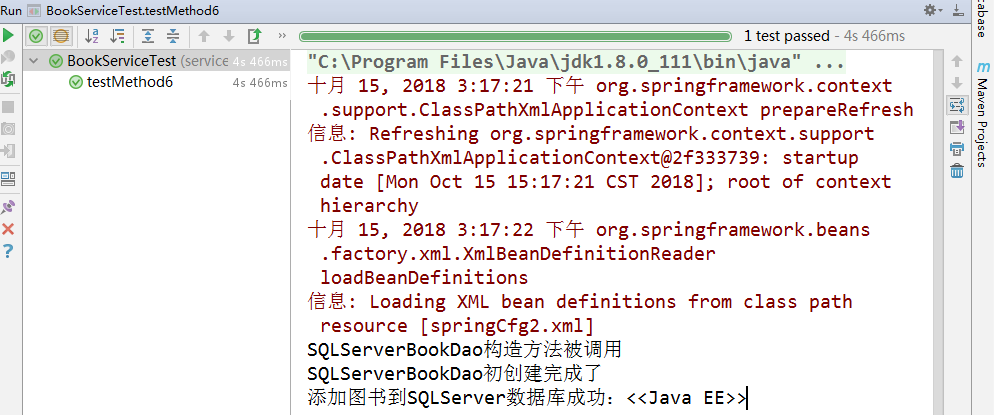 Run BookServiceTest.testMethod6
1 test passed - 4s 466ms
BookServiceTest (service 4s 466ms
testMethod6 4s 466ms
"C:\Program Files\Java\jdk1.8.0_111\bin\java" ...
十月 15, 2018 3:17:21 下午 org.springframework.context
.support.ClassPathXmlApplicationContext prepareRefresh
信息: Refreshing org.springframework.context.support
.ClassPathXmlApplicationContext@2f333739: startup
date [Mon Oct 15 15:17:21 CST 2018]; root of context
hierarchy
十月 15, 2018 3:17:22 下午 org.springframework.beans
.factory.xml.XmlBeanDefinitionReader
loadBeanDefinitions
信息: Loading XML bean definitions from class path
resource [springCfg2.xml]
SQLServerBookDao构造方法被调用
SQLServerBookDao初创建完成了
添加图书到SQLServer数据库成功：<<Java EE>>
tabase
Maven Projects